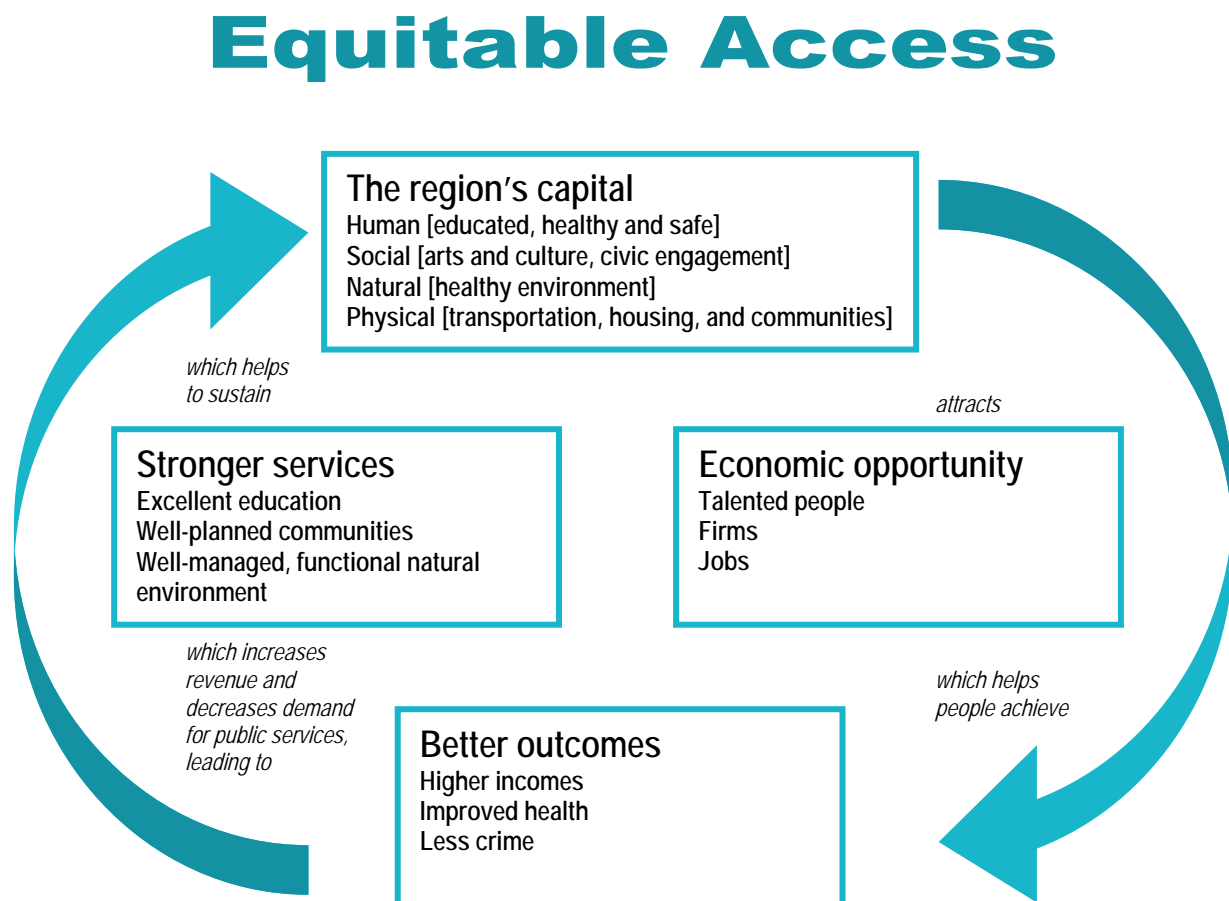 Equitable Access
The region's capital
Human [educated, healthy and safe]
Social [arts and culture, civic engagement]
Natural [healthy environment]
Physical [transportation, housing, and communities]
which helps
to sustain
attracts
Stronger services
Excellent education
Well-planned communities
Well-managed, functional natural
environment
Economic opportunity
Talented people
Firms
Jobs
which increases
revenue and
decreases demand
for public services,
leading to
which helps
people achieve
Better outcomes
Higher incomes
Improved health
Less crime